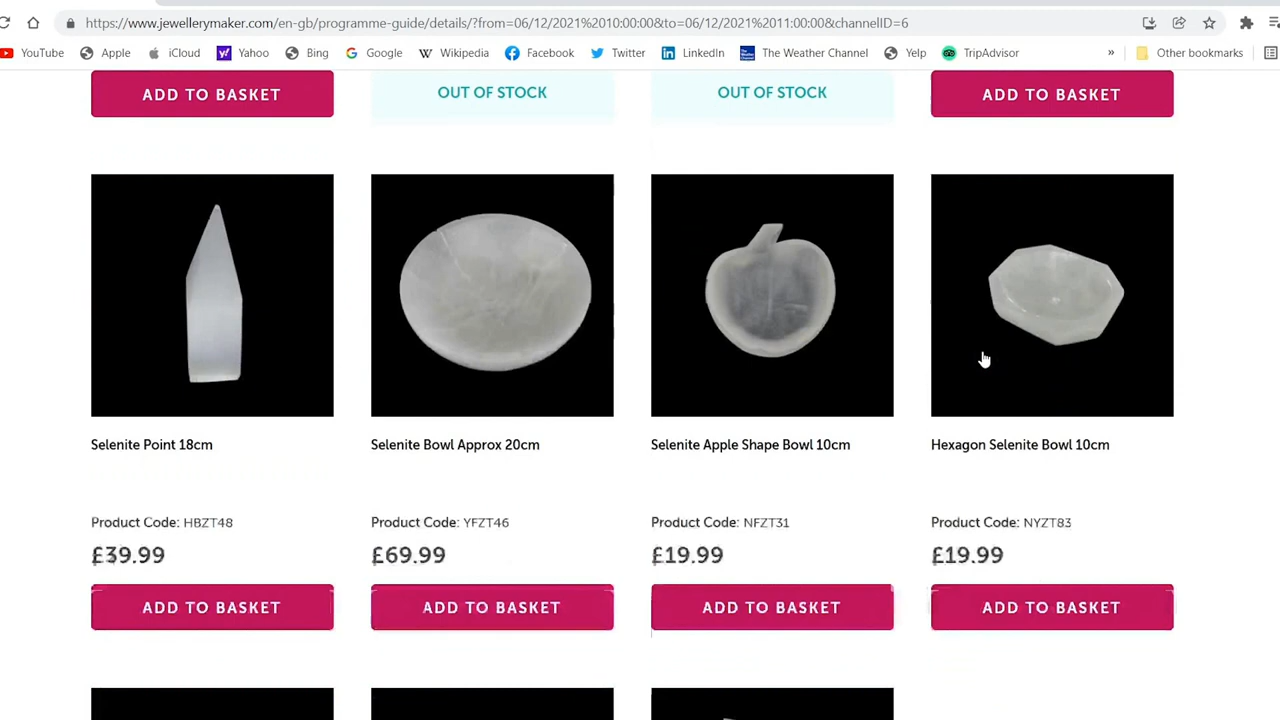 https://www.jewellerymaker.com/en-gb/programme-guide/details/?from=06/12/2021%2010:00:00&to=06/12/2021%2011:00:00&channelID=6
YouTube Apple iCloud Yahoo Bing Google Wikipedia Facebook Twitter LinkedIn The Weather Channel Yelp TripAdvisor » Other bookmarks
ADD TO BASKET OUT OF STOCK OUT OF STOCK ADD TO BASKET
Selenite Point 18cm Selenite Bowl Approx 20cm Selenite Apple Shape Bowl 10cm Hexagon Selenite Bowl 10cm
Product Code: HBZT48 Product Code: YFZT46 Product Code: NFZT31 Product Code: NYZT83
£39.99 £69.99 £19.99 £19.99
ADD TO BASKET ADD TO BASKET ADD TO BASKET ADD TO BASKET